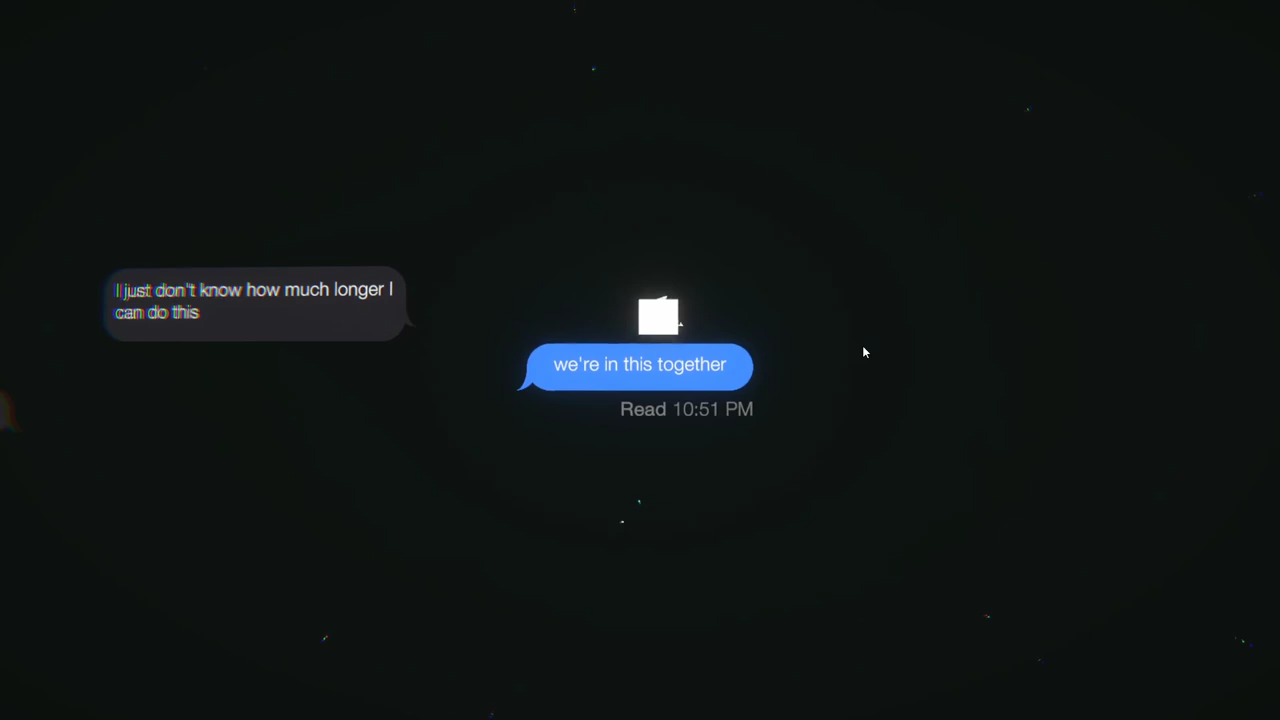 I just don't know how much longer I
can do this
we're in this together
Read 10:51 PM